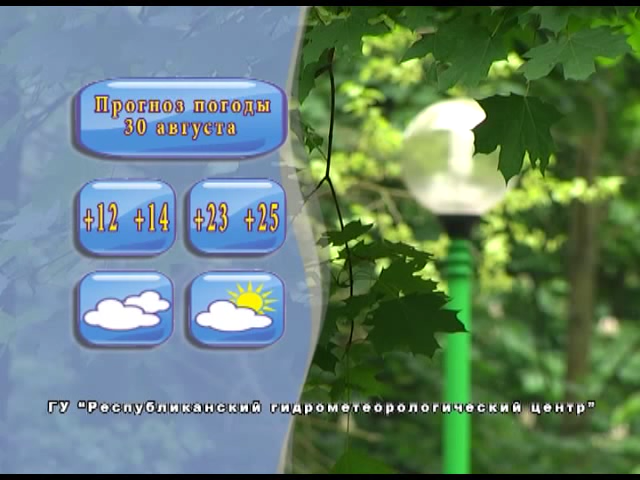 Прогноз погоды
30 августа
+12 +14 +23 +25
ГУ "Республиканский гидрометеорологический центр"